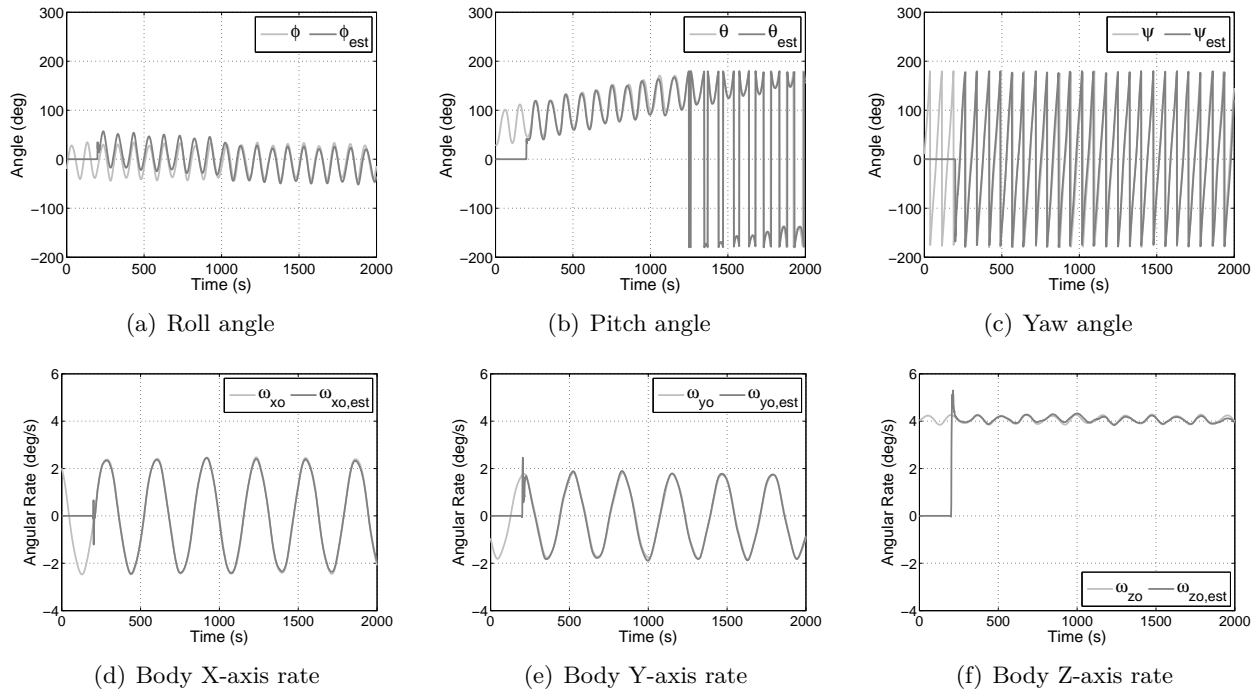 300
200
100
0
−100
−200
Angle (deg)
0 500 1000 1500 2000
Time (s)
ϕ ϕest
(a) Roll angle
300
200
100
0
−100
−200
Angle (deg)
0 500 1000 1500 2000
Time (s)
θ θest
(b) Pitch angle
300
200
100
0
−100
−200
Angle (deg)
0 500 1000 1500 2000
Time (s)
ψ ψest
(c) Yaw angle
6
4
2
0
−2
−4
Angular Rate (deg/s)
0 500 1000 1500 2000
Time (s)
ωxo ωxo,est
(d) Body X-axis rate
6
4
2
0
−2
−4
Angular Rate (deg/s)
0 500 1000 1500 2000
Time (s)
ωyo ωyo,est
(e) Body Y-axis rate
6
4
2
0
−2
−4
Angular Rate (deg/s)
0 500 1000 1500 2000
Time (s)
ωzo ωzo,est
(f) Body Z-axis rate